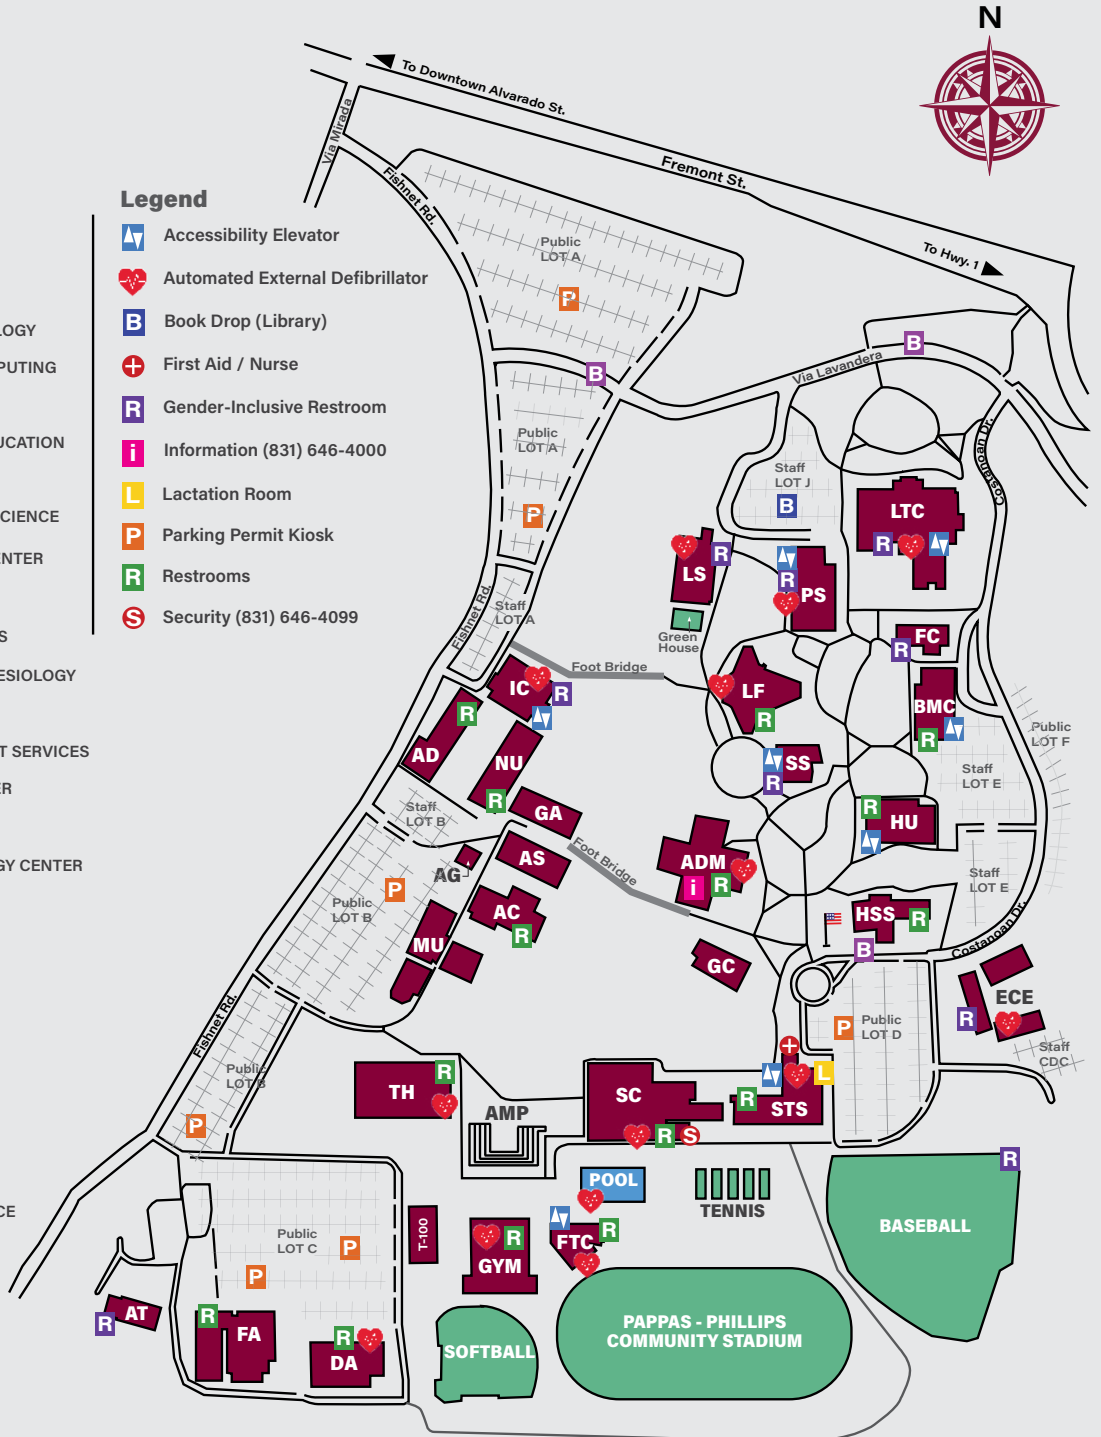 N
To Downtown Alvarado St.
Via Mirada
Fremont St.
Fishnet Rd.
To Hwy. 1
Legend
Accessibility Elevator
Automated External Defibrillator
B Book Drop (Library)
First Aid / Nurse
R Gender-Inclusive Restroom
i Information (831) 646-4000
L Lactation Room
P Parking Permit Kiosk
R Restrooms
S Security (831) 646-4099
LOGY
PUTING
UCATION
CIENCE
ENTER
S
ESIOLOGY
T SERVICES
ER
GY CENTER
CE
Public
LOT A
P
B
Via Lavandera
B
Public
LOT A
P
Costanoan Dr.
Staff
LOT J
B
LTC
R
LS
R
R
PS
Green
House
Fishnet Rd.
Staff
LOT A
Foot Bridge
FC
R
IC
R
LF
R
BMC
R
Public
LOT F
R
AD
NU
R
SS
R
Staff
LOT E
Staff
LOT B
GA
R
HU
AS
Foot Bridge
ADM
i
R
AG
P
Public
LOT B
AC
R
MU
Staff
LOT E
HSS
R
B
Costanoan Dr.
GC
ECE
R
P
Public
LOT D
Staff
CDC
Fishnet Rd.
Public
LOT B
P
TH
R
AMP
SC
R
S
L
R
STS
POOL
TENNIS
R
BASEBALL
Public
LOT C
P
P
T-100
R
GYM
FTC
R
AT
R
R
FA
R
DA
SOFTBALL
PAPPAS - PHILLIPS
COMMUNITY STADIUM